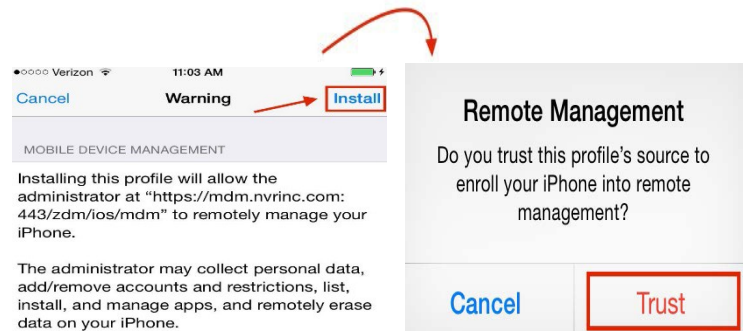 ●○○○○ Verizon 11:03 AM
Cancel Warning Install
MOBILE DEVICE MANAGEMENT
Installing this profile will allow the
administrator at “https://mdm.nvrinc.com:
443/zdm/ios/mdm” to remotely manage your
iPhone.
The administrator may collect personal data,
add/remove accounts and restrictions, list,
install, and manage apps, and remotely erase
data on your iPhone.
Remote Management
Do you trust this profile’s source to
enroll your iPhone into remote
management?
Cancel Trust